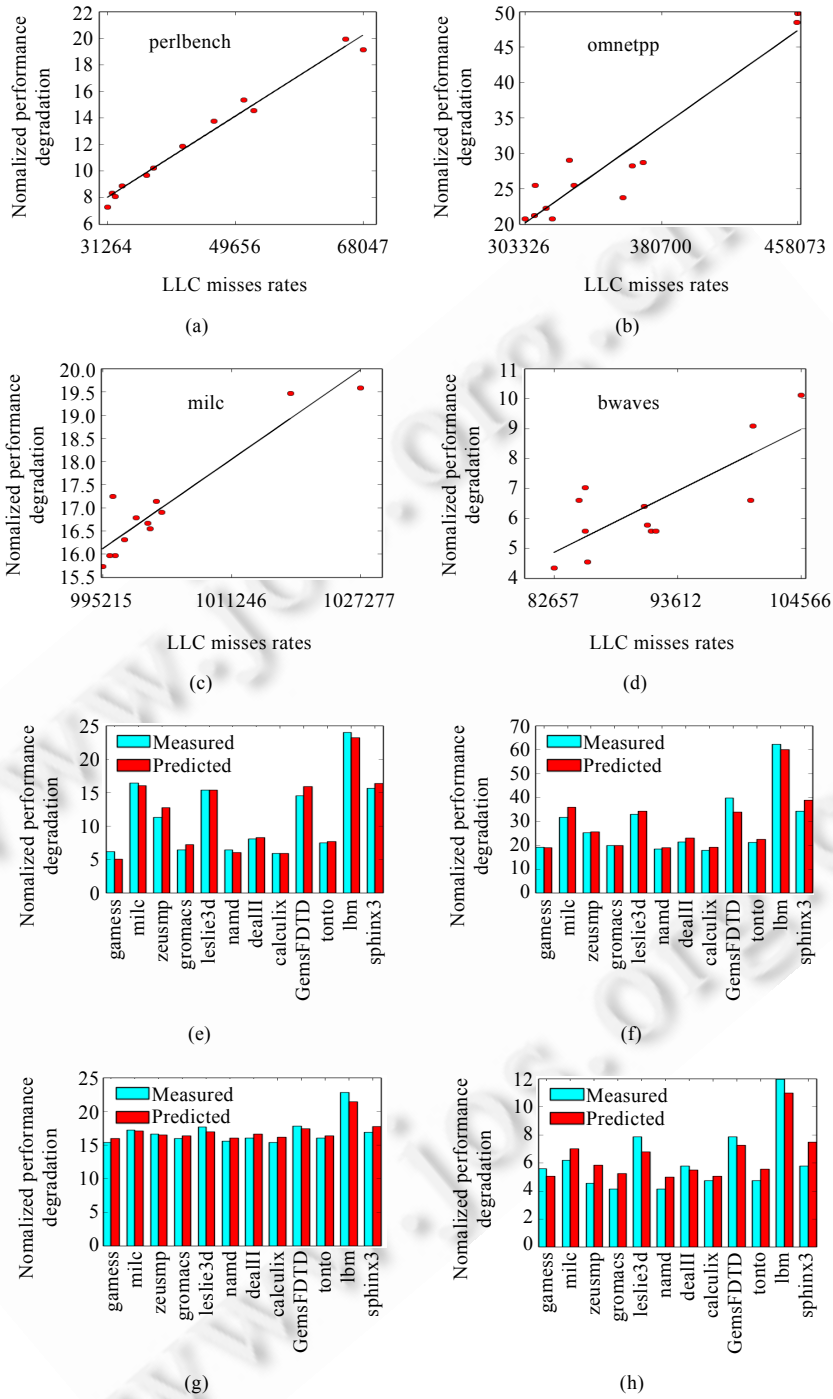 Nomalized performance
degradation
22
20
18
16
14
12
10
8
6
perlbench
31264 49656 68047
LLC misses rates
(a)
Nomalized performance
degradation
50
45
40
35
30
25
20
omnetpp
303326 380700 458073
LLC misses rates
(b)
Nomalized performance
degradation
20.0
19.5
19.0
18.5
18.0
17.5
17.0
16.5
16.0
15.5
milc
995215 1011246 1027277
LLC misses rates
(c)
Nomalized performance
degradation
11
10
9
8
7
6
5
4
bwaves
82657 93612 104566
LLC misses rates
(d)
Nomalized performance
degradation
25
20
15
10
5
0
Measured
Predicted
gamess
milc
zeusmp
gromacs
leslie3d
namd
dealII
calculix
GemsFDTD
tonto
lbm
sphinx3
(e)
Nomalized performance
degradation
70
60
50
40
30
20
10
0
Measured
Predicted
gamess
milc
zeusmp
gromacs
leslie3d
namd
dealII
calculix
GemsFDTD
tonto
lbm
sphinx3
(f)
Nomalized performance
degradation
25
20
15
10
5
0
Measured
Predicted
gamess
milc
zeusmp
gromacs
leslie3d
namd
dealII
calculix
GemsFDTD
tonto
lbm
sphinx3
(g)
Nomalized performance
degradation
12
10
8
6
4
2
0
Measured
Predicted
gamess
milc
zeusmp
gromacs
leslie3d
namd
dealII
calculix
GemsFDTD
tonto
lbm
sphinx3
(h)